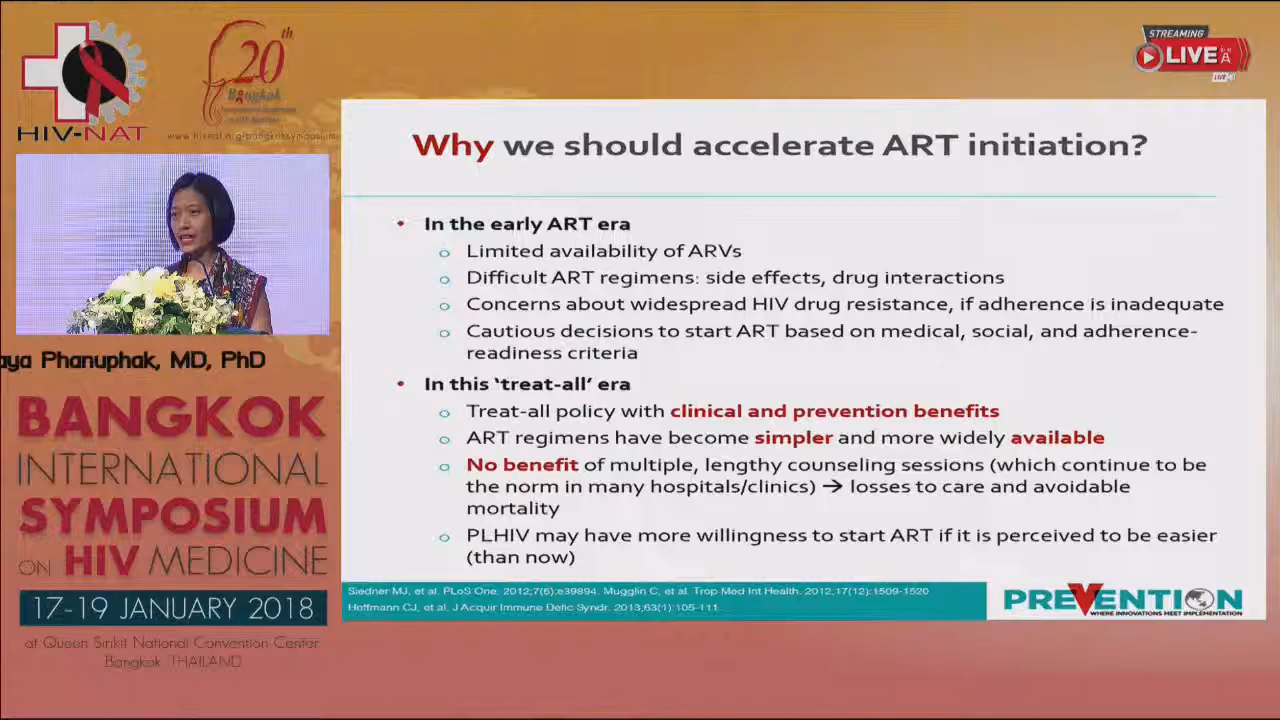 HIV-NAT
20th
Bangkok
STREAMING
LIVE
aya Phanuphak, MD, PhD
BANGKOK
INTERNATIONAL
SYMPOSIUM
ON HIV MEDICINE
17-19 JANUARY 2018
at Queen Sirikit National Convention Center
Bangkok THAILAND
Why we should accelerate ART initiation?
• In the early ART era
o Limited availability of ARVs
o Difficult ART regimens: side effects, drug interactions
o Concerns about widespread HIV drug resistance, if adherence is inadequate
o Cautious decisions to start ART based on medical, social, and adherence-
readiness criteria
• In this ‘treat-all’ era
o Treat-all policy with clinical and prevention benefits
o ART regimens have become simpler and more widely available
o No benefit of multiple, lengthy counseling sessions (which continue to be
the norm in many hospitals/clinics) → losses to care and avoidable
mortality
o PLHIV may have more willingness to start ART if it is perceived to be easier
(than now)
Siedner MJ, et al. PLoS One. 2012;7(6):e39894. Mugglin C, et al. Trop Med Int Health. 2012;17(12):1509-1520
Hoffmann CJ, et al. J Acquir Immune Defic Syndr. 2013;63(1):105-111.
PREVENTION
WHERE INNOVATIONS MEET IMPLEMENTATION